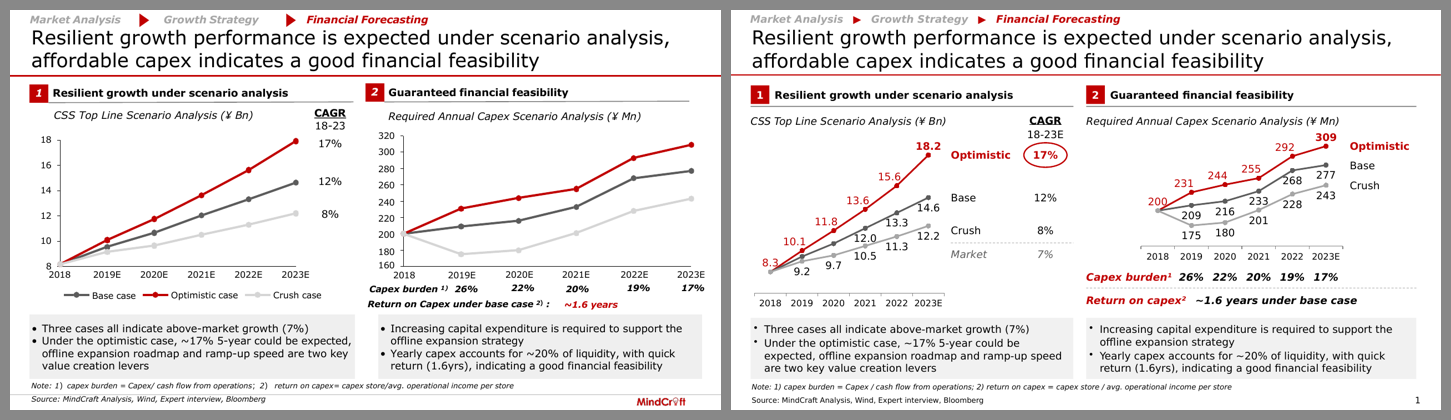 Market Analysis Growth Strategy Financial Forecasting
Resilient growth performance is expected under scenario analysis,
affordable capex indicates a good financial feasibility
1 Resilient growth under scenario analysis
CSS Top Line Scenario Analysis (¥ Bn)
CAGR
18-23
18
16
14
12
10
8
17%
12%
8%
2018 2019E 2020E 2021E 2022E 2023E
Base case Optimistic case Crush case
2 Guaranteed financial feasibility
Required Annual Capex Scenario Analysis (¥ Mn)
320
300
280
260
240
220
200
180
160
2018 2019E 2020E 2021E 2022E 2023E
Capex burden 1) 26% 22% 20% 19% 17%
Return on Capex under base case 2) : ~1.6 years
• Three cases all indicate above-market growth (7%)
• Under the optimistic case, ~17% 5-year could be expected,
offline expansion roadmap and ramp-up speed are two key
value creation levers
• Increasing capital expenditure is required to support the
offline expansion strategy
• Yearly capex accounts for ~20% of liquidity, with quick
return (1.6yrs), indicating a good financial feasibility
Note: 1) capex burden = Capex/ cash flow from operations; 2) return on capex= capex store/avg. operational income per store
Source: MindCraft Analysis, Wind, Expert interview, Bloomberg
MindCraft
Market Analysis Growth Strategy Financial Forecasting
Resilient growth performance is expected under scenario analysis,
affordable capex indicates a good financial feasibility
1 Resilient growth under scenario analysis
CSS Top Line Scenario Analysis (¥ Bn)
CAGR
18-23E
8.3 10.1 11.8 13.6 15.6 18.2
12.0 13.3 14.6
9.2 9.7 10.5 11.3 12.2
Optimistic 17%
Base 12%
Crush 8%
Market 7%
2018 2019 2020 2021 2022 2023E
2 Guaranteed financial feasibility
Required Annual Capex Scenario Analysis (¥ Mn)
200 231 244 255 292 309
209 216 233 268 277
175 180 201 228 243
Optimistic
Base
Crush
2018 2019 2020 2021 2022 2023E
Capex burden¹ 26% 22% 20% 19% 17%
Return on capex² ~1.6 years under base case
• Three cases all indicate above-market growth (7%)
• Under the optimistic case, ~17% 5-year could be
expected, offline expansion roadmap and ramp-up speed
are two key value creation levers
• Increasing capital expenditure is required to support the
offline expansion strategy
• Yearly capex accounts for ~20% of liquidity, with quick
return (1.6yrs), indicating a good financial feasibility
Note: 1) capex burden = Capex / cash flow from operations; 2) return on capex = capex store / avg. operational income per store
Source: MindCraft Analysis, Wind, Expert interview, Bloomberg
1